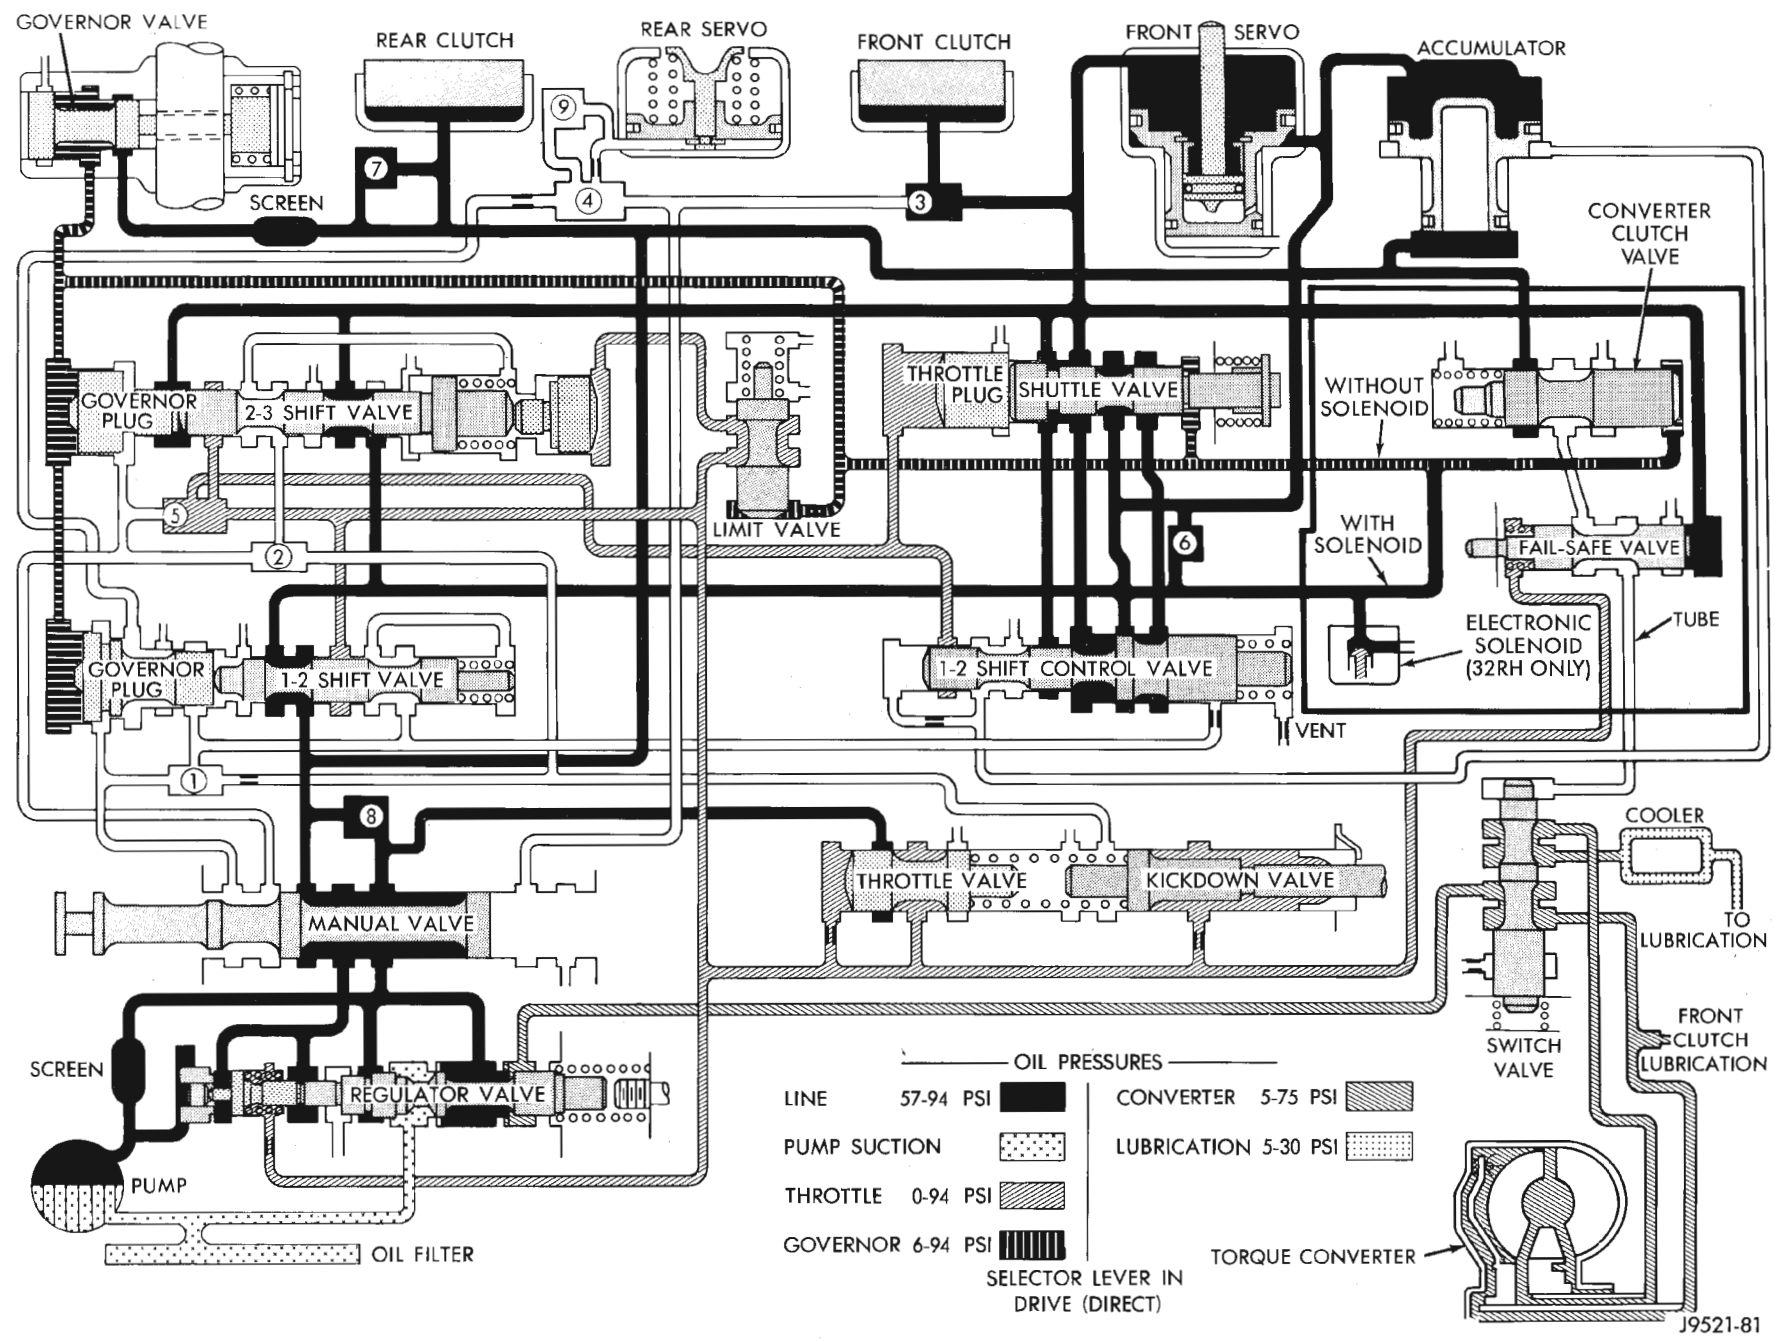 GOVERNOR VALVE
REAR CLUTCH
REAR SERVO
FRONT CLUTCH
FRONT SERVO
ACCUMULATOR
9
7
4
3
SCREEN
CONVERTER
CLUTCH
VALVE
GOVERNOR
PLUG
2-3 SHIFT VALVE
THROTTLE
PLUG
SHUTTLE VALVE
WITHOUT
SOLENOID
5
LIMIT VALVE
2
6
WITH
SOLENOID
FAIL-SAFE VALVE
TUBE
ELECTRONIC
SOLENOID
(32RH ONLY)
GOVERNOR
PLUG
1-2 SHIFT VALVE
1-2 SHIFT CONTROL VALVE
VENT
1
8
COOLER
THROTTLE VALVE
KICKDOWN VALVE
MANUAL VALVE
TO
LUBRICATION
SCREEN
REGULATOR VALVE
SWITCH
VALVE
FRONT
CLUTCH
LUBRICATION
OIL PRESSURES
LINE 57-94 PSI
CONVERTER 5-75 PSI
PUMP SUCTION
LUBRICATION 5-30 PSI
PUMP
THROTTLE 0-94 PSI
GOVERNOR 6-94 PSI
OIL FILTER
TORQUE CONVERTER
SELECTOR LEVER IN
DRIVE (DIRECT)
J9521-81